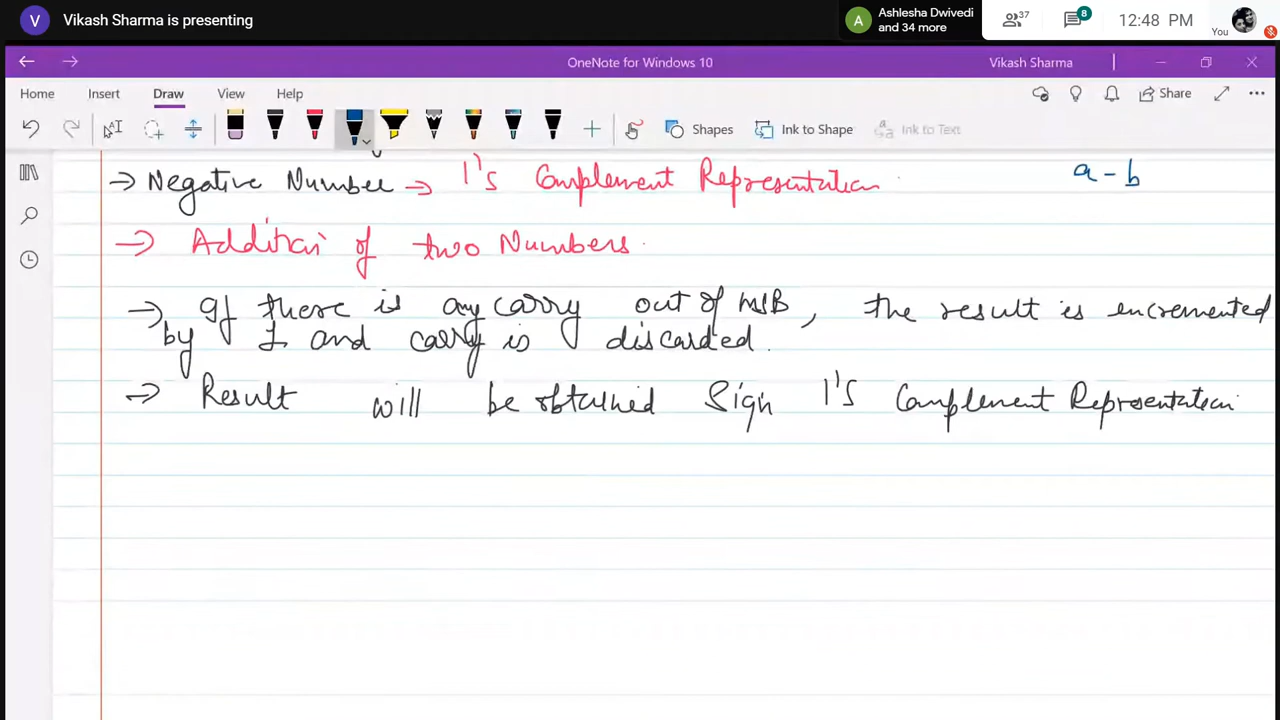 V Vikash Sharma is presenting
A Ashlesha Dwivedi
and 34 more
37
8
12:48 PM
You
OneNote for Windows 10
Vikash Sharma
Home Insert Draw View Help
Share
Shapes
Ink to Shape
Ink to Text
→ Negative Number → 1's Complement Representation
a - b
→ Addition of two Numbers
→ If there is any carry out of MSB, the result is incremented
by 1 and carry is discarded.
→ Result will be obtained Sign 1's Complement Representation